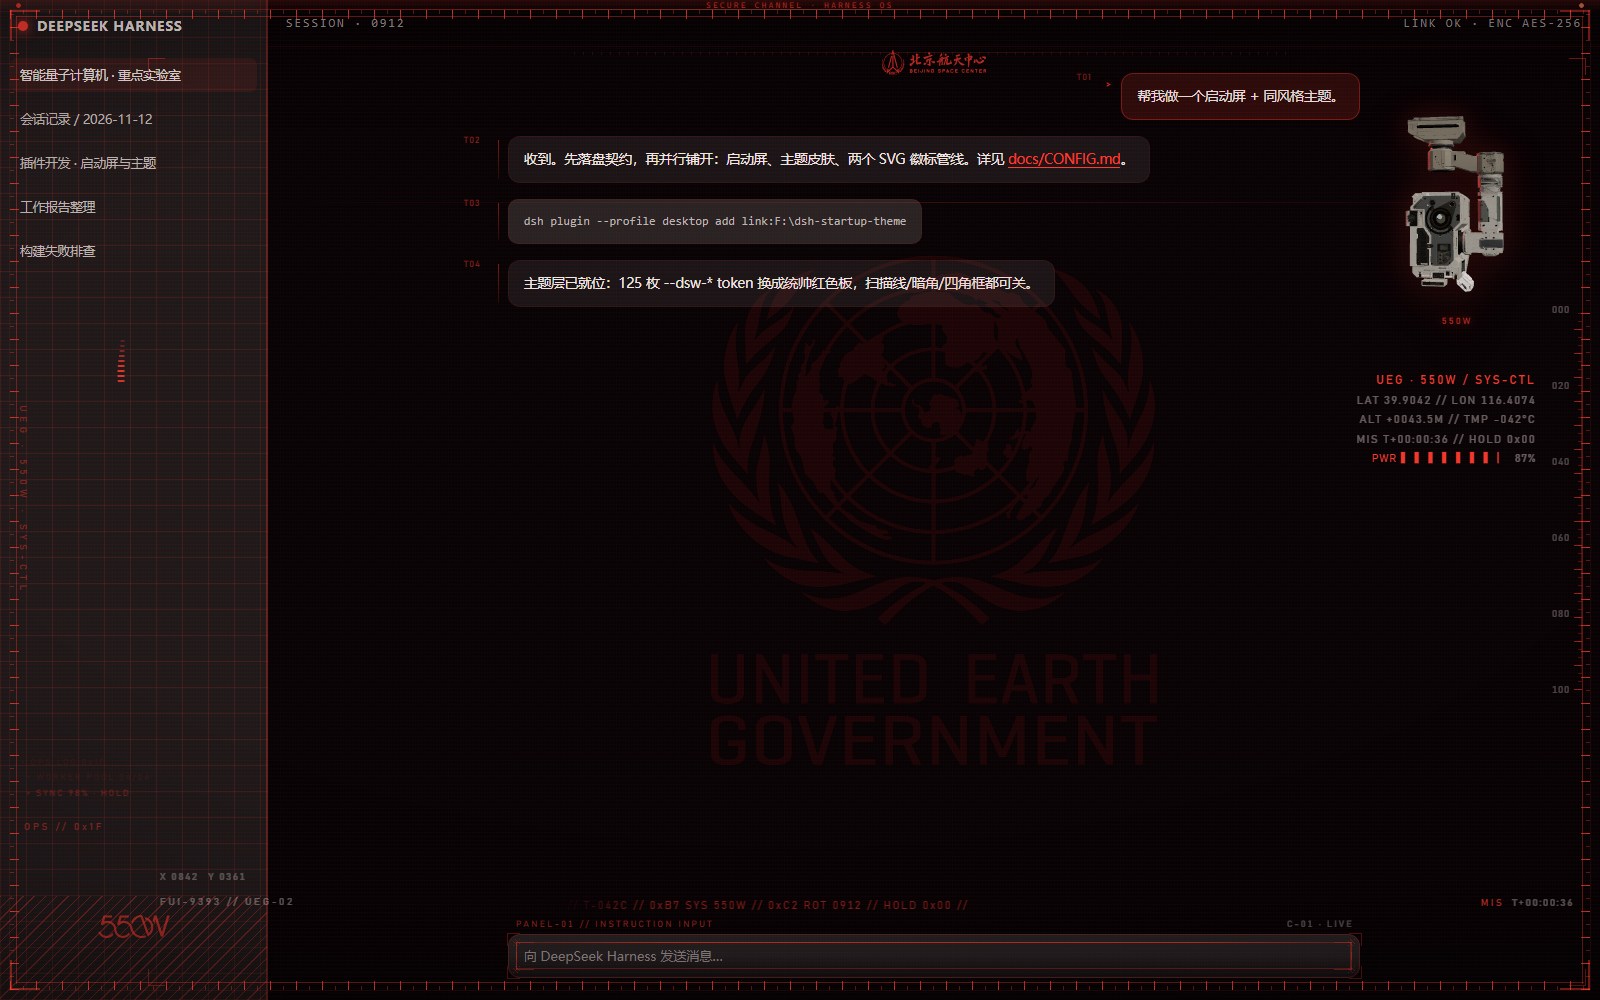 SECURE CHANNEL · HARNESS OS
DEEPSEEK HARNESS
SESSION · 0912
LINK OK · ENC AES-256
智能量子计算机 · 重点实验室
会话记录 / 2026-11-12
插件开发 · 启动屏与主题
工作报告整理
构建失败排查
UEG · 550W · SYS-CTL
SYNC 98% HOLD
OPS // 0x1F
X 0842 Y 0361
FUI-9393 // UEG-02
550W
北京航天中心
BEIJING SPACE CENTER
T01
>
帮我做一个启动屏 + 同风格主题。
T02
收到。先落盘契约，再并行铺开：启动屏、主题皮肤、两个 SVG 徽标管线。详见 docs/CONFIG.md。
T03
dsh plugin --profile desktop add link:F:\dsh-startup-theme
T04
主题层已就位：125 枚 --dsw-* token 换成统帅红色板，扫描线/暗角/四角框都可关。
UNITED EARTH
GOVERNMENT
550W
UEG · 550W / SYS-CTL
LAT 39.9042 // LON 116.4074
ALT +0043.5M // TMP -042°C
MIS T+00:00:36 // HOLD 0x00
PWR 87%
000
020
040
060
080
100
T-042C // 0xB7 SYS 550W // 0xC2 ROT 0912 // HOLD 0x00 //
MIS T+00:00:36
PANEL-01 // INSTRUCTION INPUT
C-01 · LIVE
向 DeepSeek Harness 发送消息...